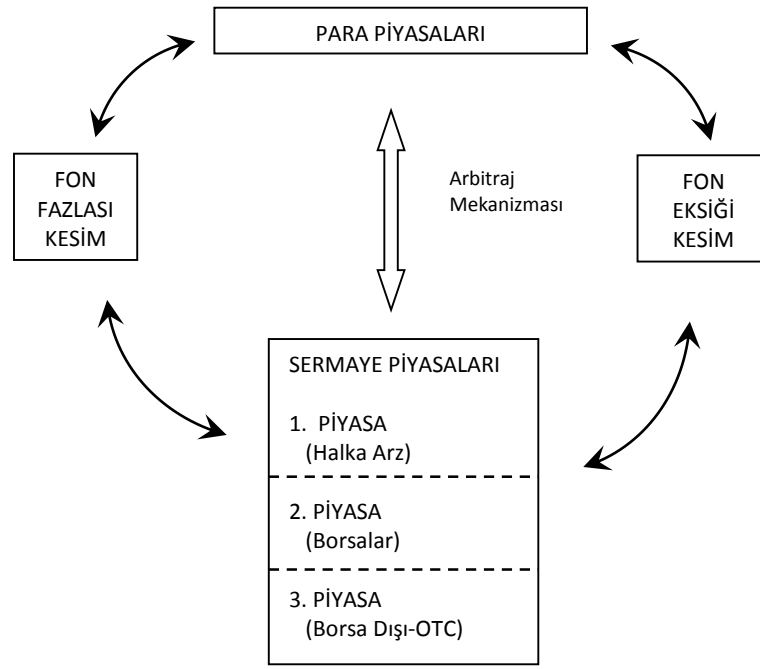 PARA PİYASALARI
FON
FAZLASI
KESİM
Arbitraj
Mekanizması
FON
EKSİĞİ
KESİM
SERMAYE PİYASALARI
1. PİYASA
(Halka Arz)
2. PİYASA
(Borsalar)
3. PİYASA
(Borsa Dışı-OTC)